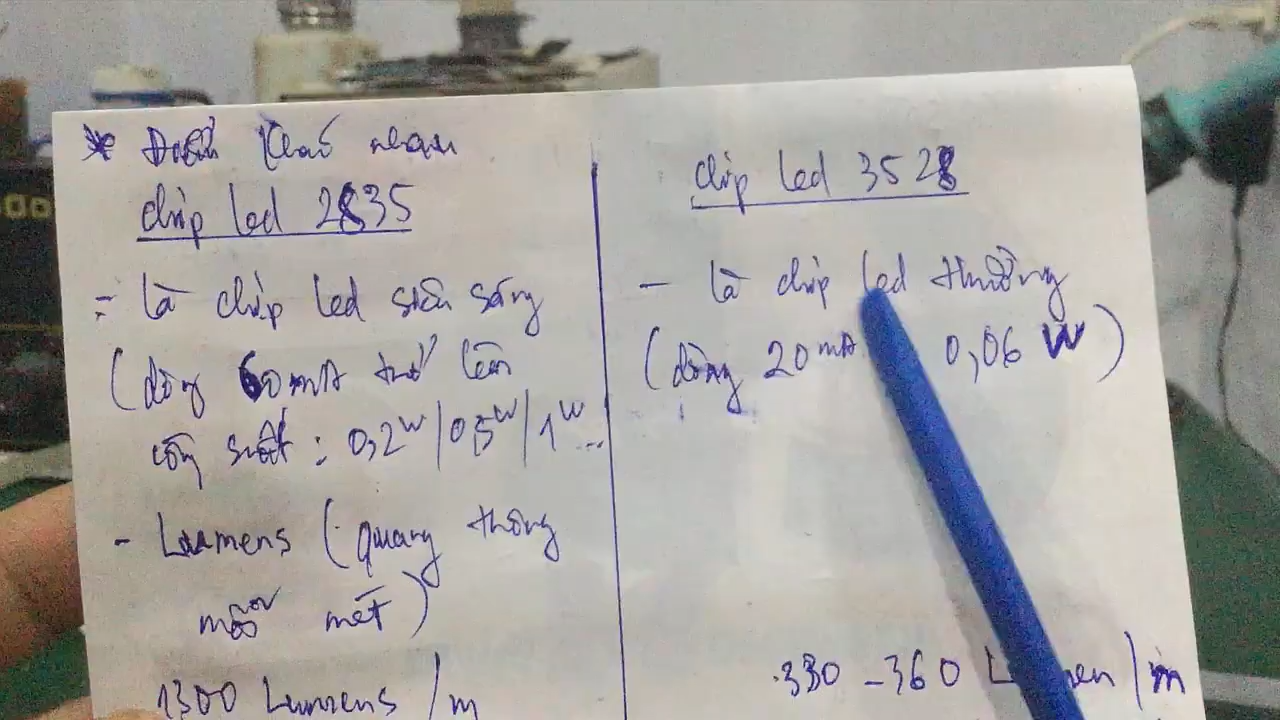 * Điểm khác nhau
chip led 2835
- là chip led siêu sáng
(dòng 60mA trở lên
công suất : 0,2W/0,5W/1W...
- Lumens (quang thông
mỗi mét)
1300 Lumens/m
chip led 3528
- là chip led thường
(dòng 20mA 0,06W)
330-360 Lumen/m